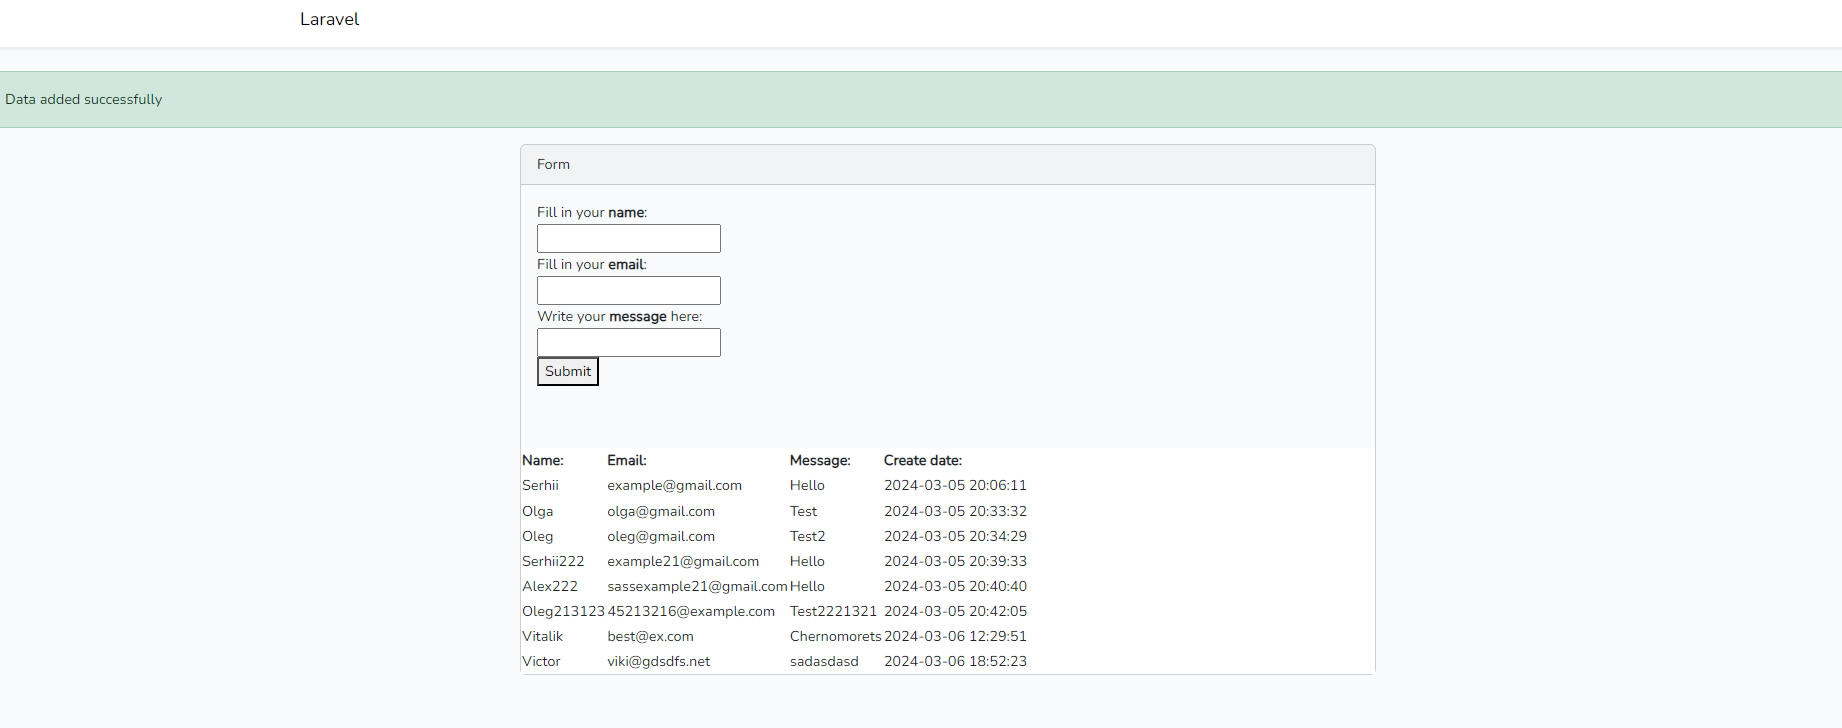 Laravel
Data added successfully
Form
Fill in your name:
Fill in your email:
Write your message here:
Submit
Name: Email: Message: Create date:
Serhii example@gmail.com Hello 2024-03-05 20:06:11
Olga olga@gmail.com Test 2024-03-05 20:33:32
Oleg oleg@gmail.com Test2 2024-03-05 20:34:29
Serhii222 example21@gmail.com Hello 2024-03-05 20:39:33
Alex222 sassexample21@gmail.com Hello 2024-03-05 20:40:40
Oleg213123 45213216@example.com Test2221321 2024-03-05 20:42:05
Vitalik best@ex.com Chernomorets 2024-03-06 12:29:51
Victor viki@gdsdfs.net sadasdasd 2024-03-06 18:52:23